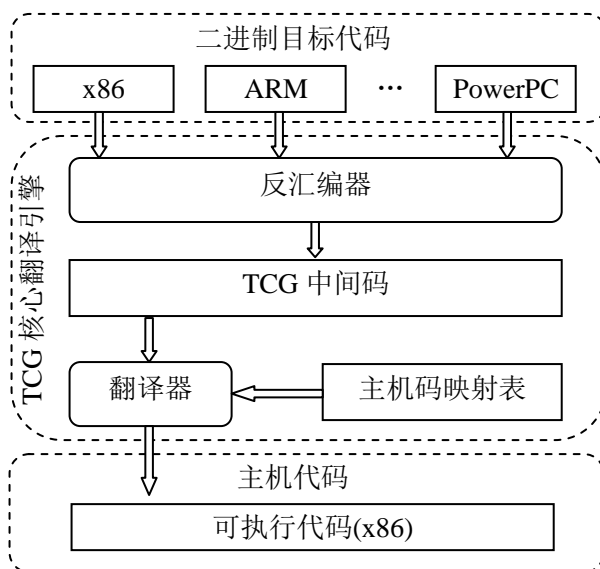 二进制目标代码
x86 ARM … PowerPC
TCG 核心翻译引擎
反汇编器
TCG 中间码
翻译器 主机码映射表
主机代码
可执行代码(x86)